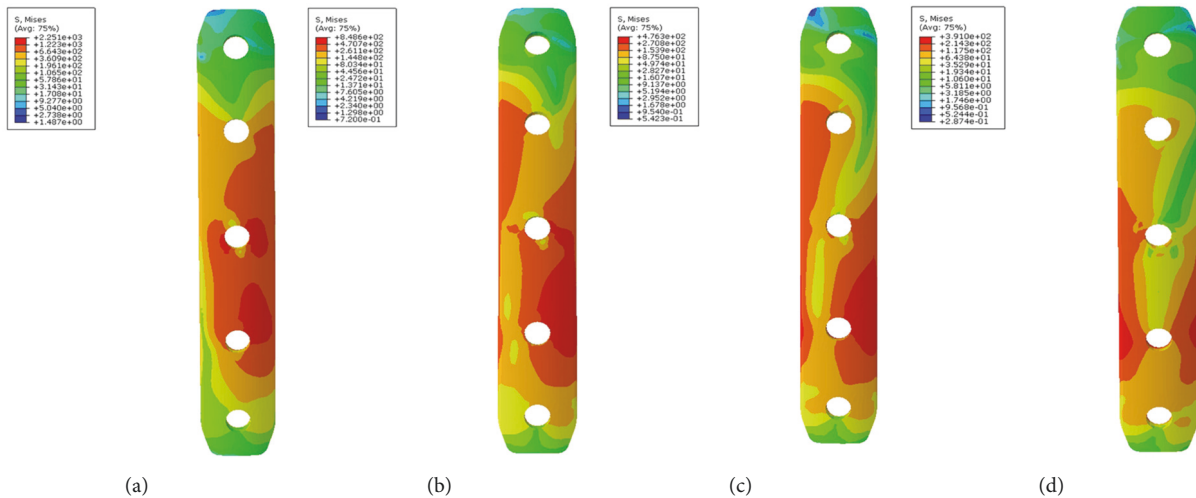 S, Mises
(Avg: 75%)
+2.251e+03
+1.223e+03
+6.643e+02
+3.609e+02
+1.961e+02
+1.065e+02
+5.786e+01
+3.143e+01
+1.708e+01
+9.277e+00
+5.040e+00
+2.738e+00
+1.487e+00
S, Mises
(Avg: 75%)
+8.486e+02
+4.707e+02
+2.611e+02
+1.448e+02
+8.034e+01
+4.456e+01
+2.472e+01
+1.371e+01
+7.605e+00
+4.219e+00
+2.340e+00
+1.298e+00
+7.200e-01
S, Mises
(Avg: 75%)
+4.763e+02
+2.708e+02
+1.539e+02
+8.750e+01
+4.974e+01
+2.827e+01
+1.607e+01
+9.137e+00
+5.194e+00
+2.952e+00
+1.678e+00
+9.540e-01
+5.423e-01
S, Mises
(Avg: 75%)
+3.910e+02
+2.143e+02
+1.175e+02
+6.438e+01
+3.529e+01
+1.934e+01
+1.060e+01
+5.811e+00
+3.185e+00
+1.746e+00
+9.568e-01
+5.244e-01
+2.874e-01
(a)
(b)
(c)
(d)